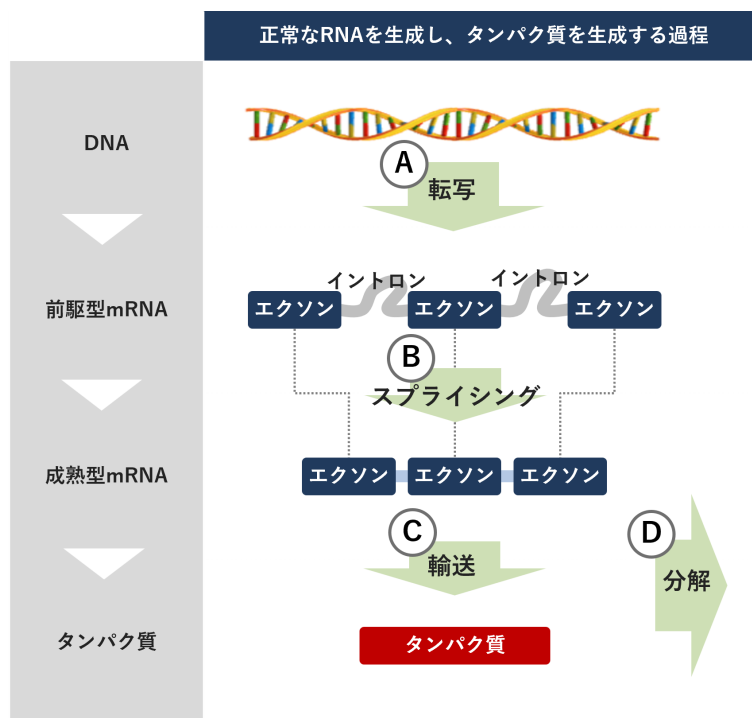 正常なRNAを生成し、タンパク質を生成する過程
DNA
A
転写
イントロン
イントロン
前駆型mRNA
エクソン
エクソン
エクソン
B
スプライシング
成熟型mRNA
エクソン
エクソン
エクソン
C
輸送
D
分解
タンパク質
タンパク質